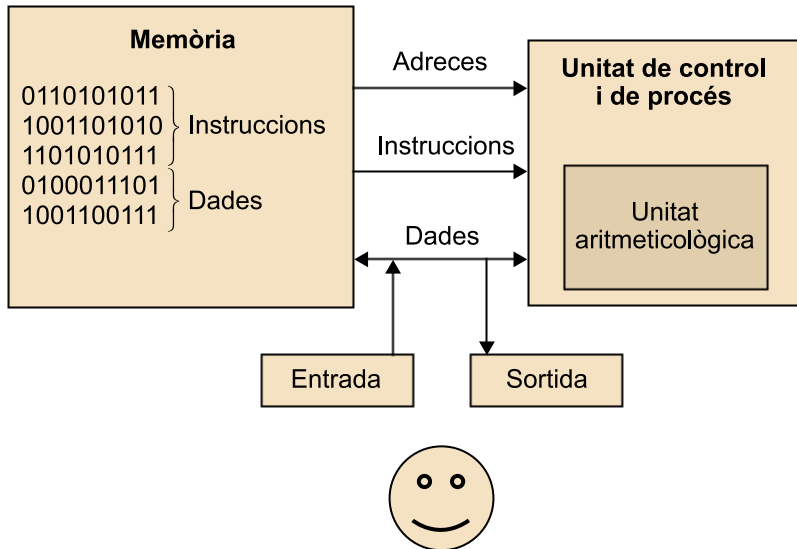 Memòria
0110101011
1001101010
1101010111
Instruccions
0100011101
1001100111
Dades
Adreces
Instruccions
Dades
Unitat de control
i de procés
Unitat
aritmeticològica
Entrada
Sortida